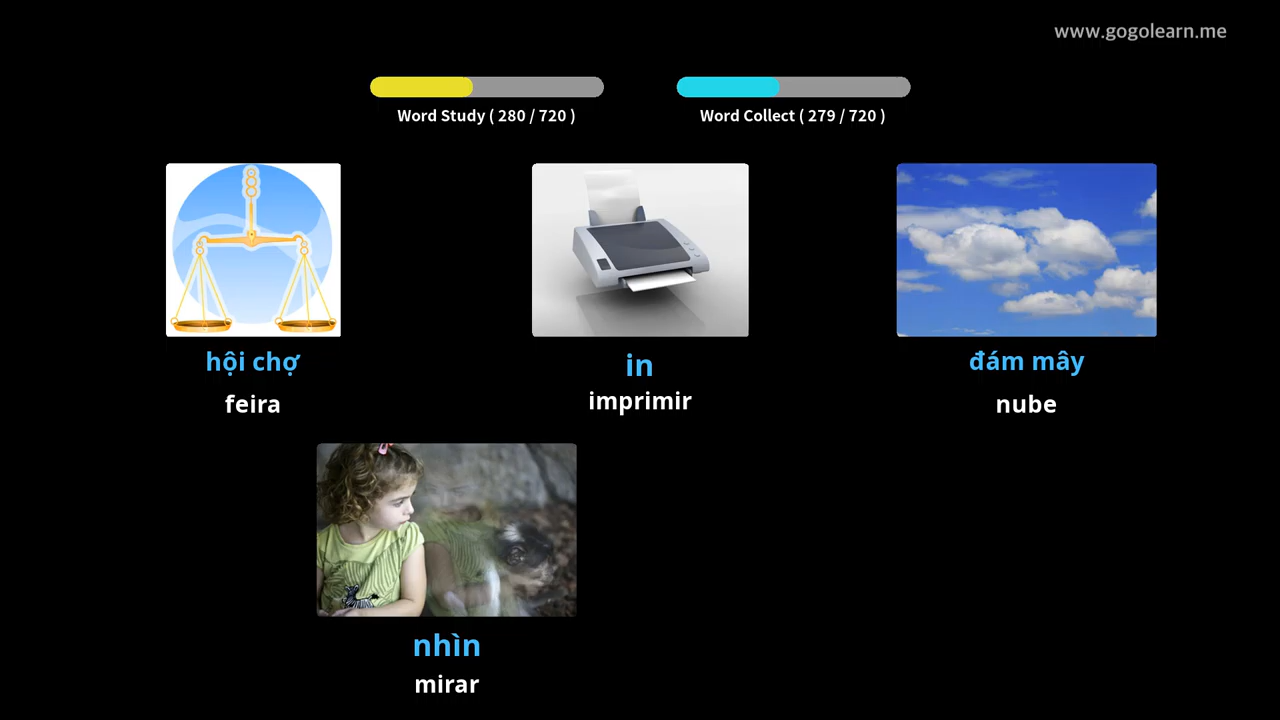 www.gogolearn.me
Word Study ( 280 / 720 )
Word Collect ( 279 / 720 )
hội chợ
feira
in
imprimir
đám mây
nube
nhìn
mirar